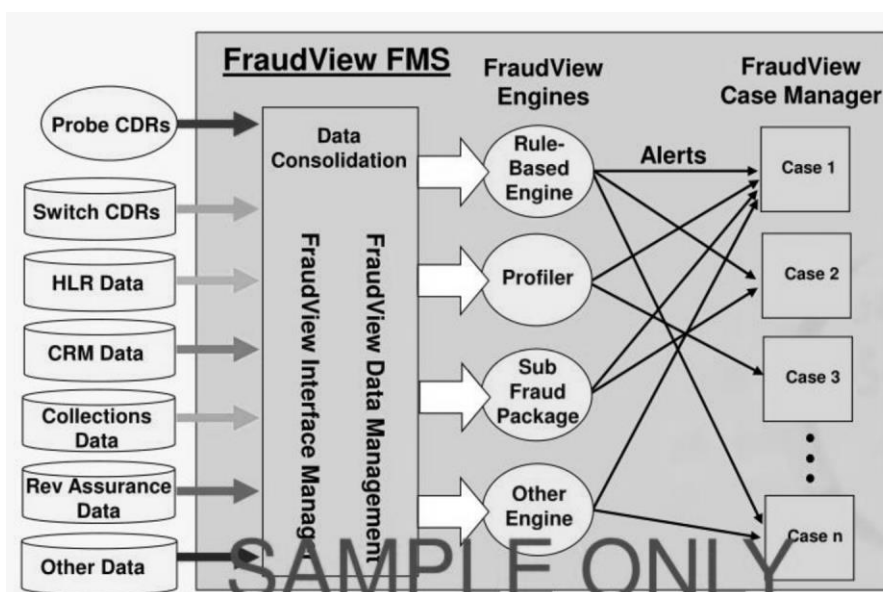 FraudView FMS
FraudView
Engines
FraudView
Case Manager
Probe CDRs
Switch CDRs
HLR Data
CRM Data
Collections
Data
Rev Assurance
Data
Other Data
Data
Consolidation
FraudView Interface Manager
FraudView Data Management
Rule-
Based
Engine
Profiler
Sub
Fraud
Package
Other
Engine
Alerts
Case 1
Case 2
Case 3
Case n
SAMPLE ONLY